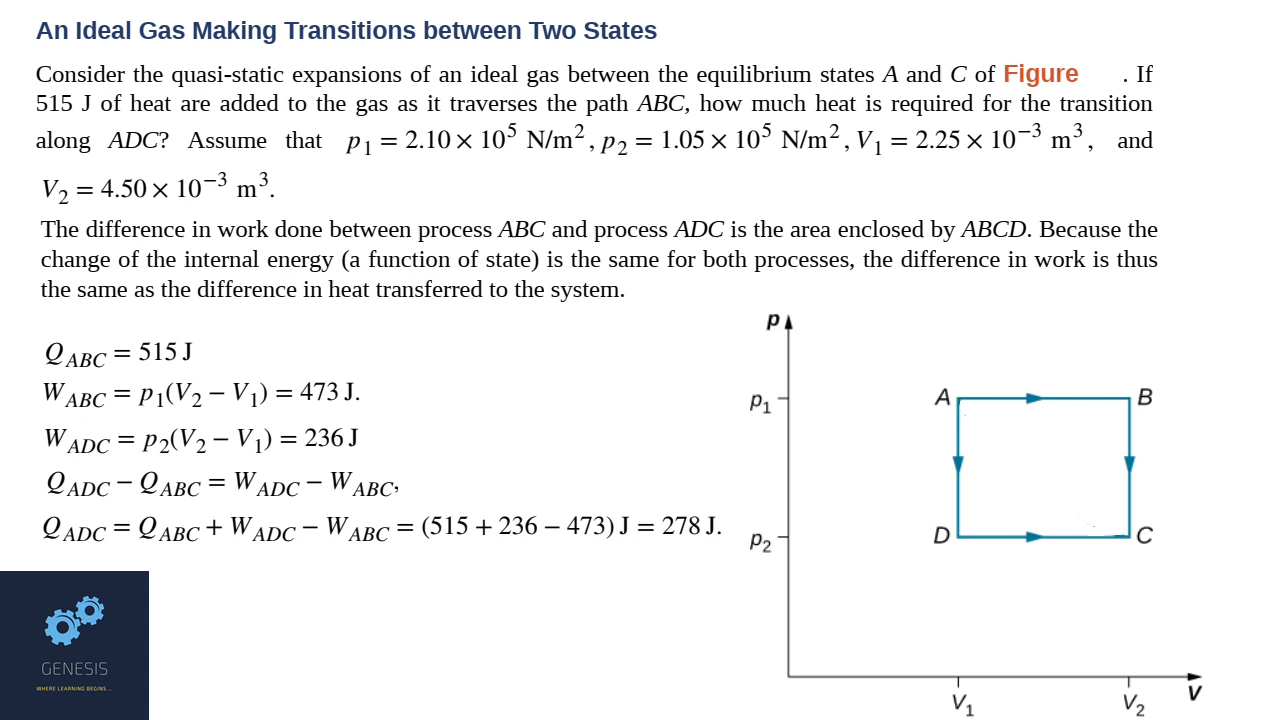 An Ideal Gas Making Transitions between Two States
Consider the quasi-static expansions of an ideal gas between the equilibrium states A and C of Figure . If
515 J of heat are added to the gas as it traverses the path ABC, how much heat is required for the transition
along ADC? Assume that p₁ = 2.10 × 10⁵ N/m², p₂ = 1.05 × 10⁵ N/m², V₁ = 2.25 × 10⁻³ m³, and
V₂ = 4.50 × 10⁻³ m³.
The difference in work done between process ABC and process ADC is the area enclosed by ABCD. Because the
change of the internal energy (a function of state) is the same for both processes, the difference in work is thus
the same as the difference in heat transferred to the system.
Q_ABC = 515 J
W_ABC = p₁(V₂ − V₁) = 473 J.
W_ADC = p₂(V₂ − V₁) = 236 J
Q_ADC − Q_ABC = W_ADC − W_ABC,
Q_ADC = Q_ABC + W_ADC − W_ABC = (515 + 236 − 473) J = 278 J.
p
p₁
A
B
p₂
D
C
V₁
V₂
V
GENESIS
WHERE LEARNING BEGINS ...